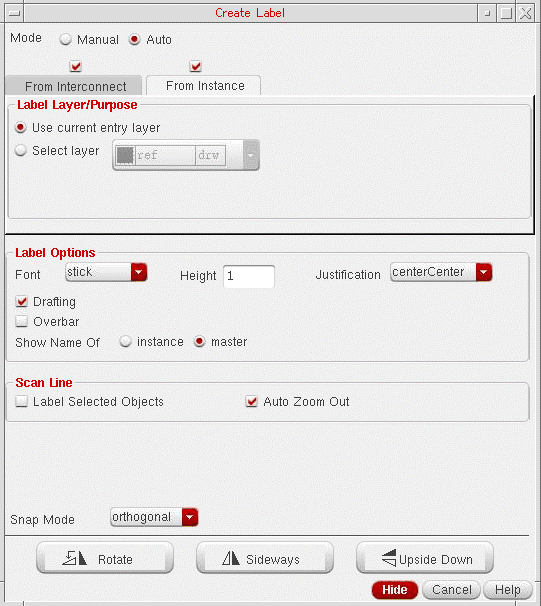 Create Label
Mode Manual Auto
From Interconnect From Instance
Label Layer/Purpose
Use current entry layer
Select layer ref drw
Label Options
Font stick Height 1 Justification centerCenter
Drafting
Overbar
Show Name Of instance master
Scan Line
Label Selected Objects Auto Zoom Out
Snap Mode orthogonal
Rotate Sideways Upside Down
Hide Cancel Help